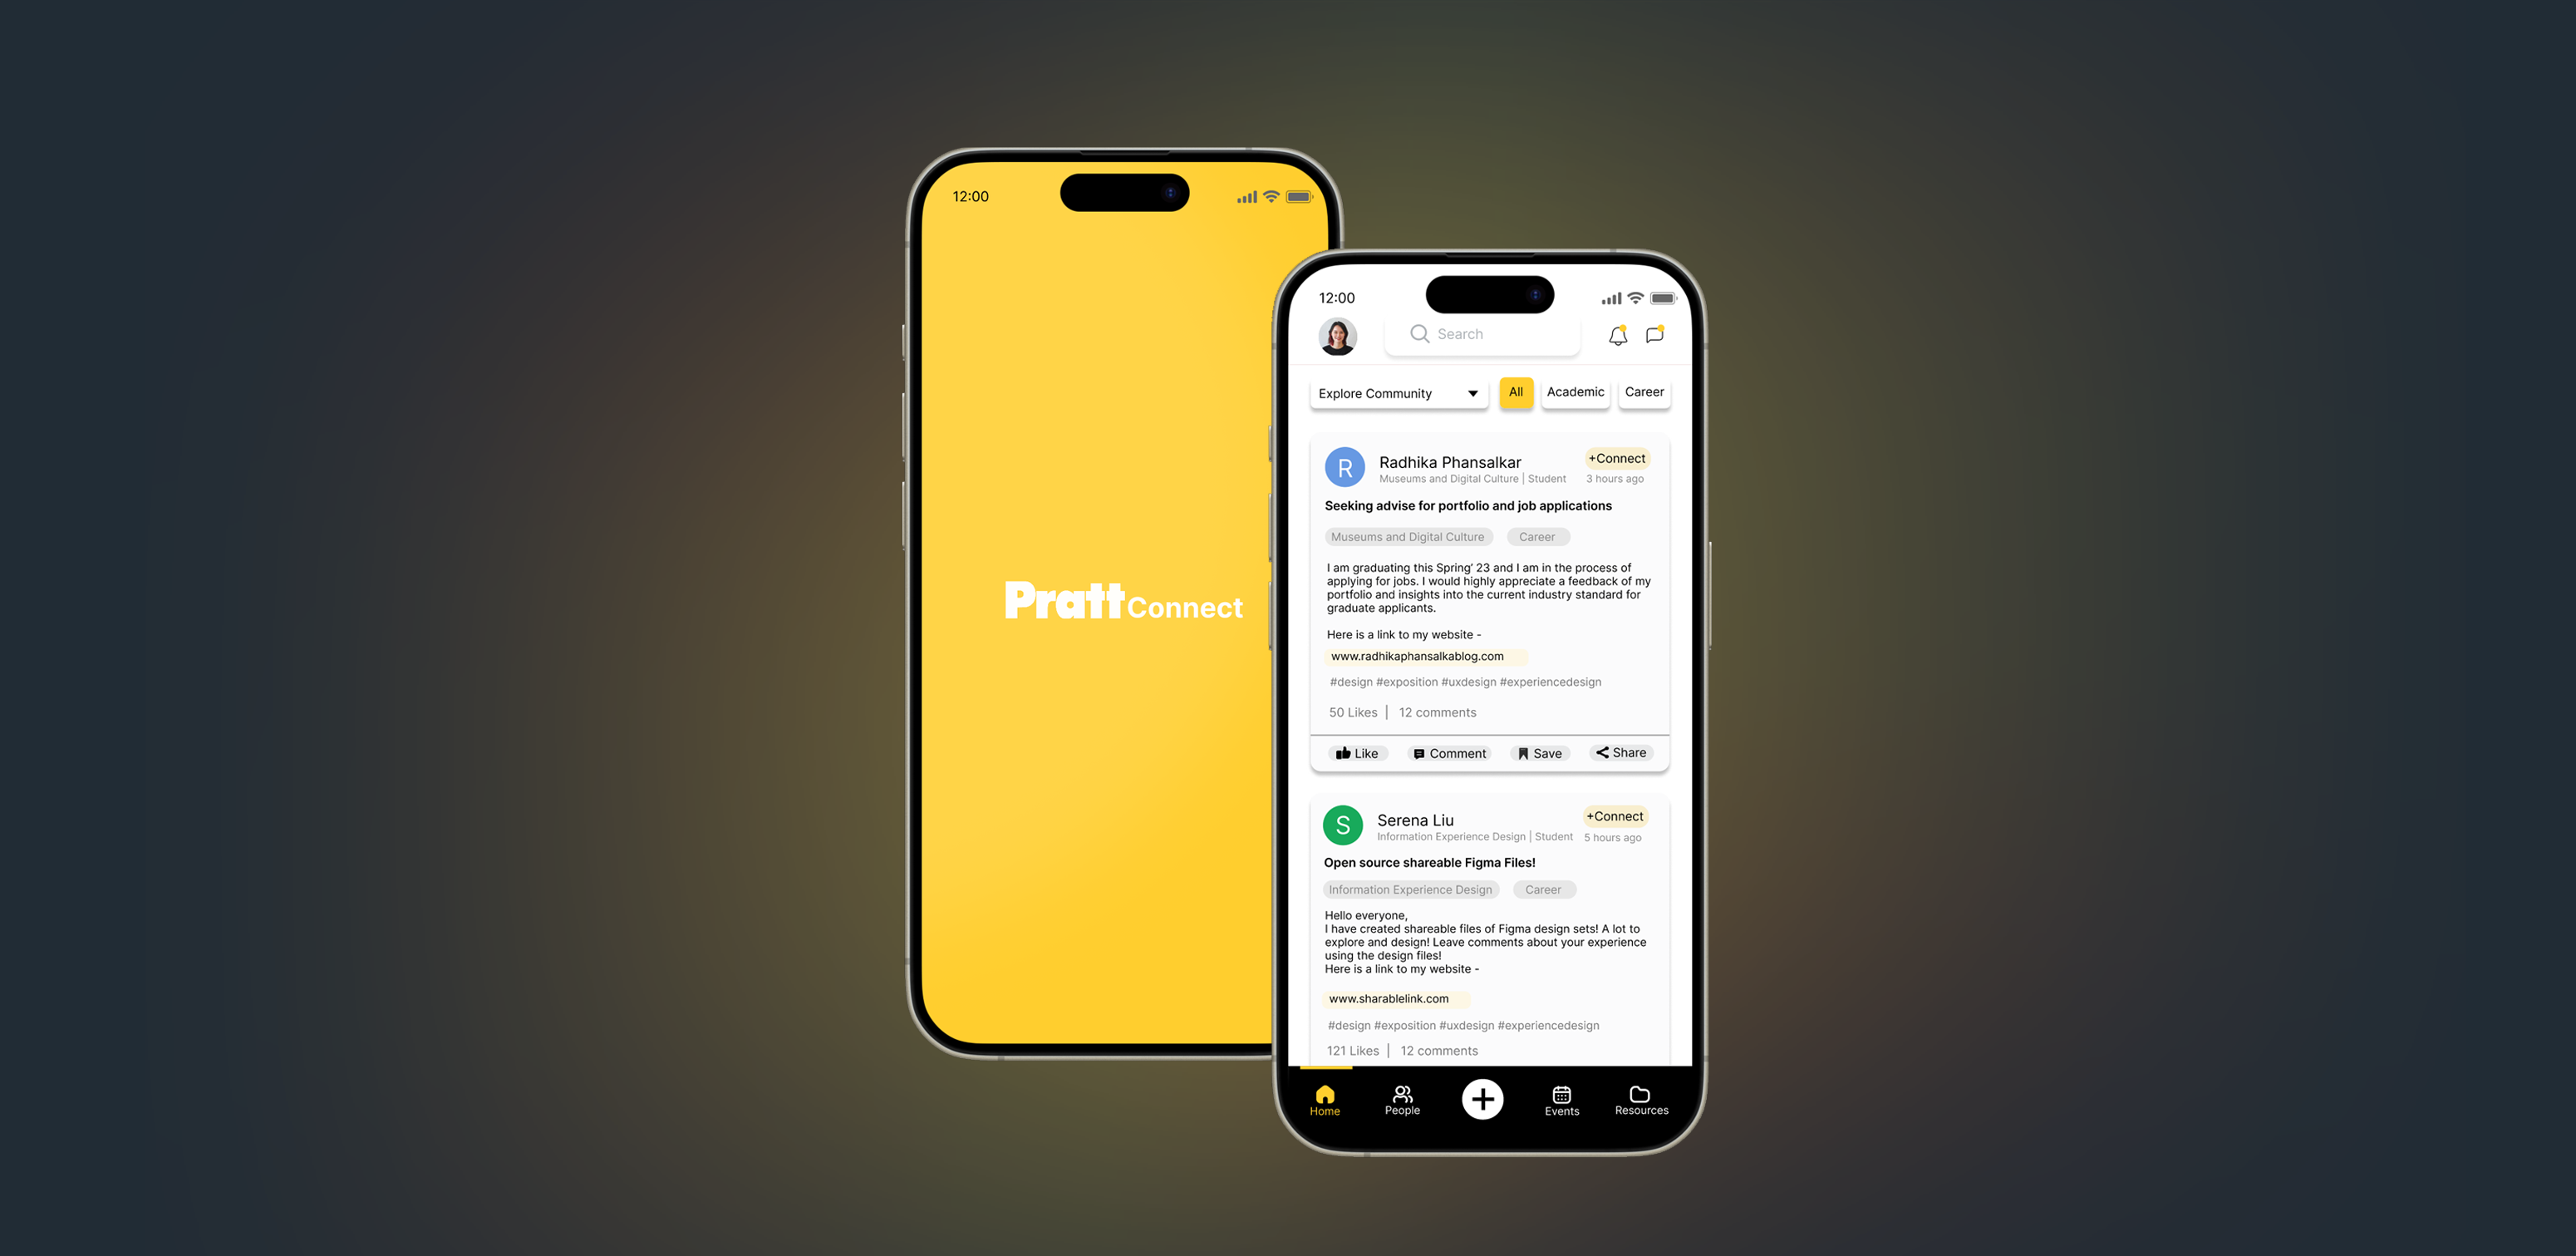 12:00
Pratt Connect
12:00
Search
Explore Community
All
Academic
Career
R
Radhika Phansalkar
+Connect
Museums and Digital Culture | Student
3 hours ago
Seeking advise for portfolio and job applications
Museums and Digital Culture
Career
I am graduating this Spring' 23 and I am in the process of
applying for jobs. I would highly appreciate a feedback of my
portfolio and insights into the current industry standard for
graduate applicants.
Here is a link to my website -
www.radhikaphansalkablog.com
#design #exposition #uxdesign #experiencedesign
50 Likes | 12 comments
Like
Comment
Save
Share
S
Serena Liu
+Connect
Information Experience Design | Student
5 hours ago
Open source shareable Figma Files!
Information Experience Design
Career
Hello everyone,
I have created shareable files of Figma design sets! A lot to
explore and design! Leave comments about your experience
using the design files!
Here is a link to my website -
www.sharablelink.com
#design #exposition #uxdesign #experiencedesign
121 Likes | 12 comments
Home
People
Events
Resources